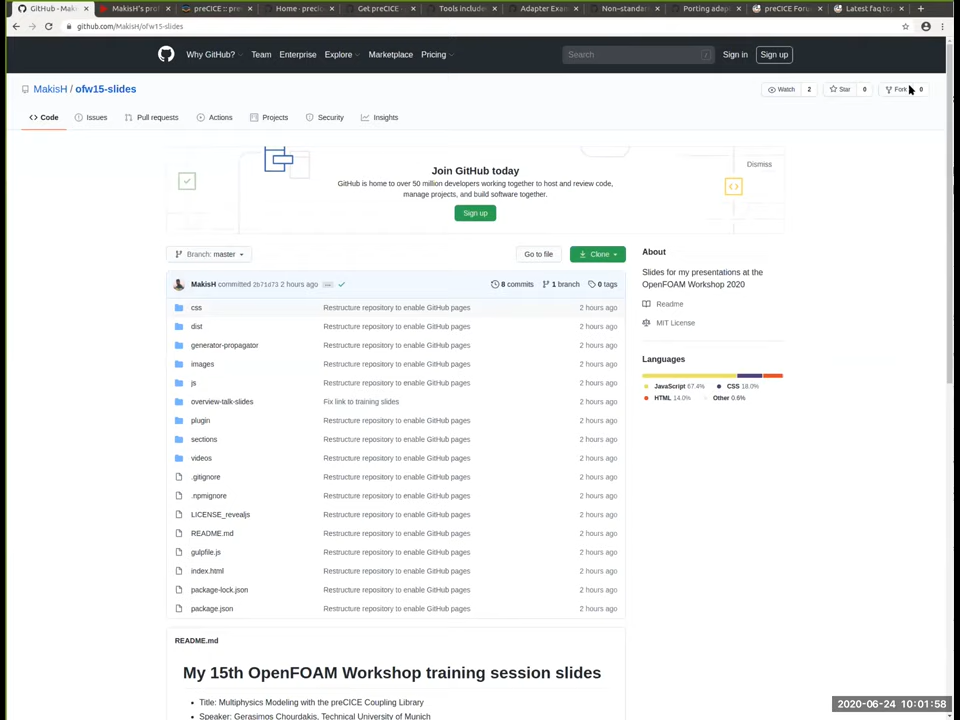 GitHub - Mak
MakisH's prof
preCICE :: pre
Home · preci
Get preCICE
Tools include
Adapter Exam
Non-standar
Porting adap
preCICE Foru
Latest faq top
github.com/MakisH/ofw15-slides
Why GitHub?
Team
Enterprise
Explore
Marketplace
Pricing
Search
/
Sign in
Sign up
MakisH / ofw15-slides
Watch 2
Star 0
Fork 0
Code
Issues
Pull requests
Actions
Projects
Security
Insights
Join GitHub today
Dismiss
GitHub is home to over 50 million developers working together to host and review code,
manage projects, and build software together.
Sign up
Branch: master
Go to file
Clone
MakisH committed 2b71d73 2 hours ago
8 commits
1 branch
0 tags
css Restructure repository to enable GitHub pages 2 hours ago
dist Restructure repository to enable GitHub pages 2 hours ago
generator-propagator Restructure repository to enable GitHub pages 2 hours ago
images Restructure repository to enable GitHub pages 2 hours ago
js Restructure repository to enable GitHub pages 2 hours ago
overview-talk-slides Fix link to training slides 2 hours ago
plugin Restructure repository to enable GitHub pages 2 hours ago
sections Restructure repository to enable GitHub pages 2 hours ago
videos Restructure repository to enable GitHub pages 2 hours ago
.gitignore Restructure repository to enable GitHub pages 2 hours ago
.npmignore Restructure repository to enable GitHub pages 2 hours ago
LICENSE_revealjs Restructure repository to enable GitHub pages 2 hours ago
README.md Restructure repository to enable GitHub pages 2 hours ago
gulpfile.js Restructure repository to enable GitHub pages 2 hours ago
index.html Restructure repository to enable GitHub pages 2 hours ago
package-lock.json Restructure repository to enable GitHub pages 2 hours ago
package.json Restructure repository to enable GitHub pages 2 hours ago
About
Slides for my presentations at the
OpenFOAM Workshop 2020
Readme
MIT License
Languages
JavaScript 67.4%
CSS 18.0%
HTML 14.0%
Other 0.6%
README.md
My 15th OpenFOAM Workshop training session slides
Title: Multiphysics Modeling with the preCICE Coupling Library
Speaker: Gerasimos Chourdakis, Technical University of Munich
2020-06-24 10:01:58